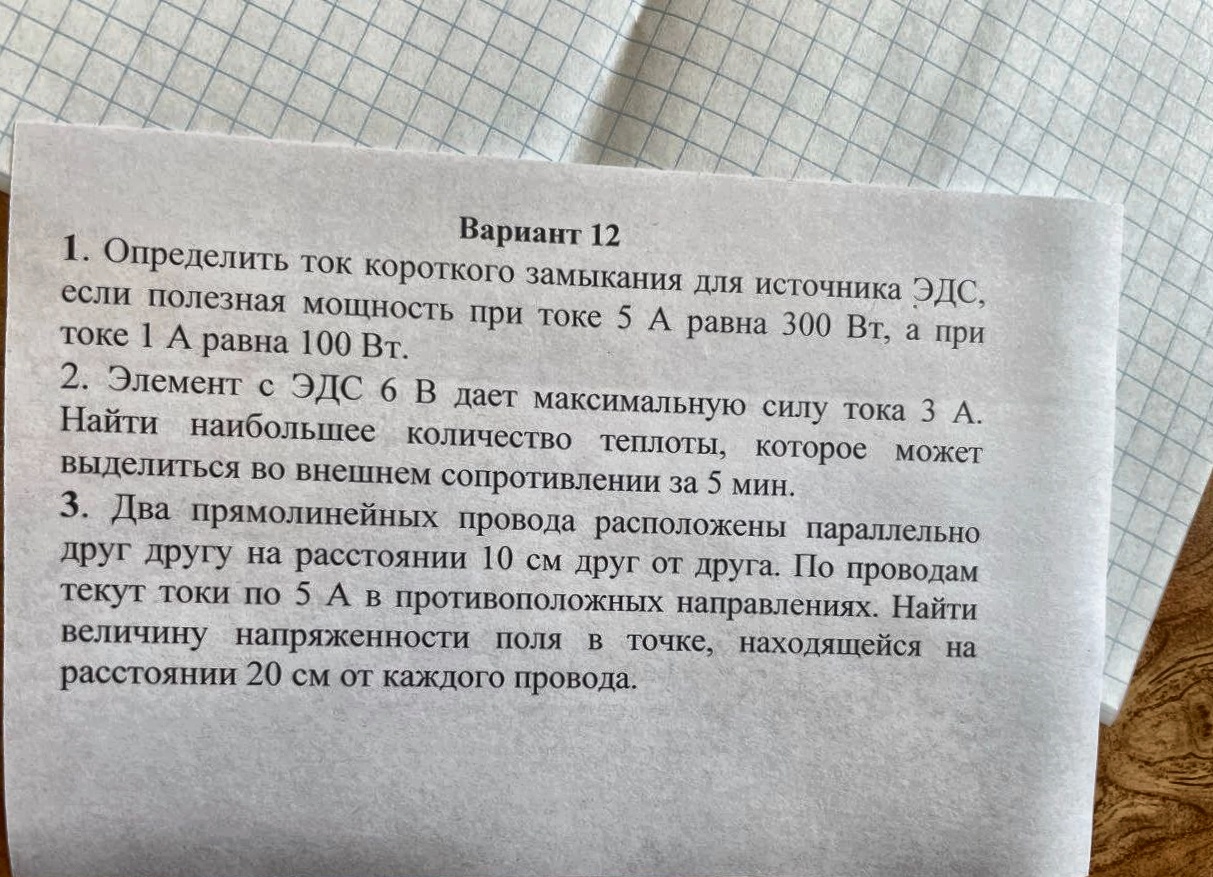 Вариант 12
1. Определить ток короткого замыкания для источника ЭДС,
если полезная мощность при токе 5 А равна 300 Вт, а при
токе 1 А равна 100 Вт.
2. Элемент с ЭДС 6 В дает максимальную силу тока 3 А.
Найти наибольшее количество теплоты, которое может
выделиться во внешнем сопротивлении за 5 мин.
3. Два прямолинейных провода расположены параллельно
друг другу на расстоянии 10 см друг от друга. По проводам
текут токи по 5 А в противоположных направлениях. Найти
величину напряженности поля в точке, находящейся на
расстоянии 20 см от каждого провода.